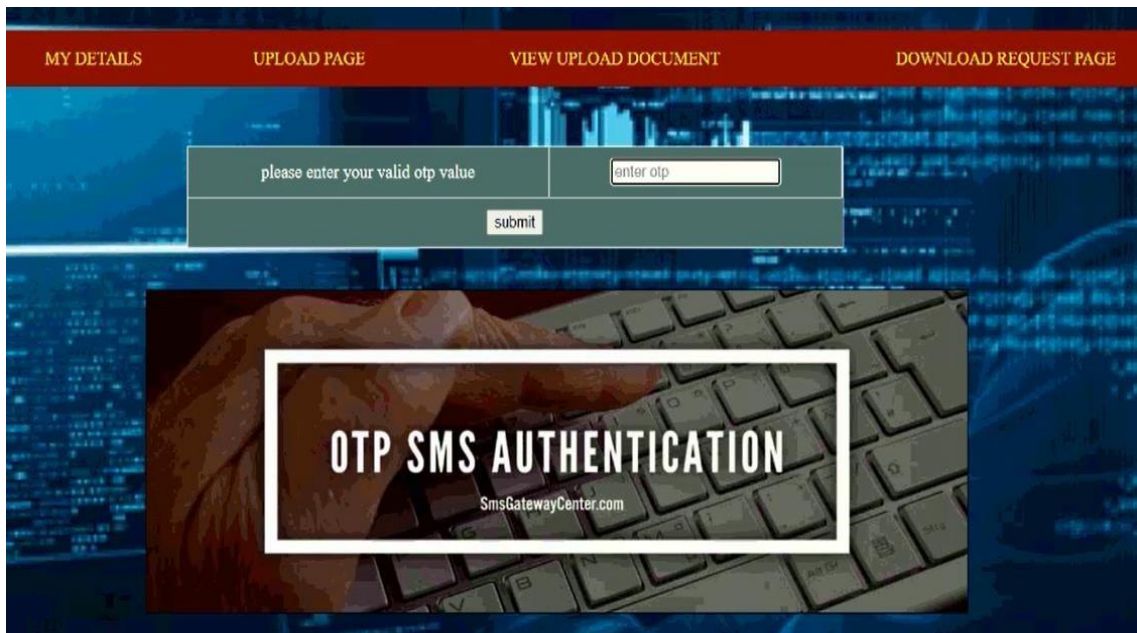 MY DETAILS UPLOAD PAGE VIEW UPLOAD DOCUMENT DOWNLOAD REQUEST PAGE
please enter your valid otp value enter otp
submit
OTP SMS AUTHENTICATION
SmsGatewayCenter.com